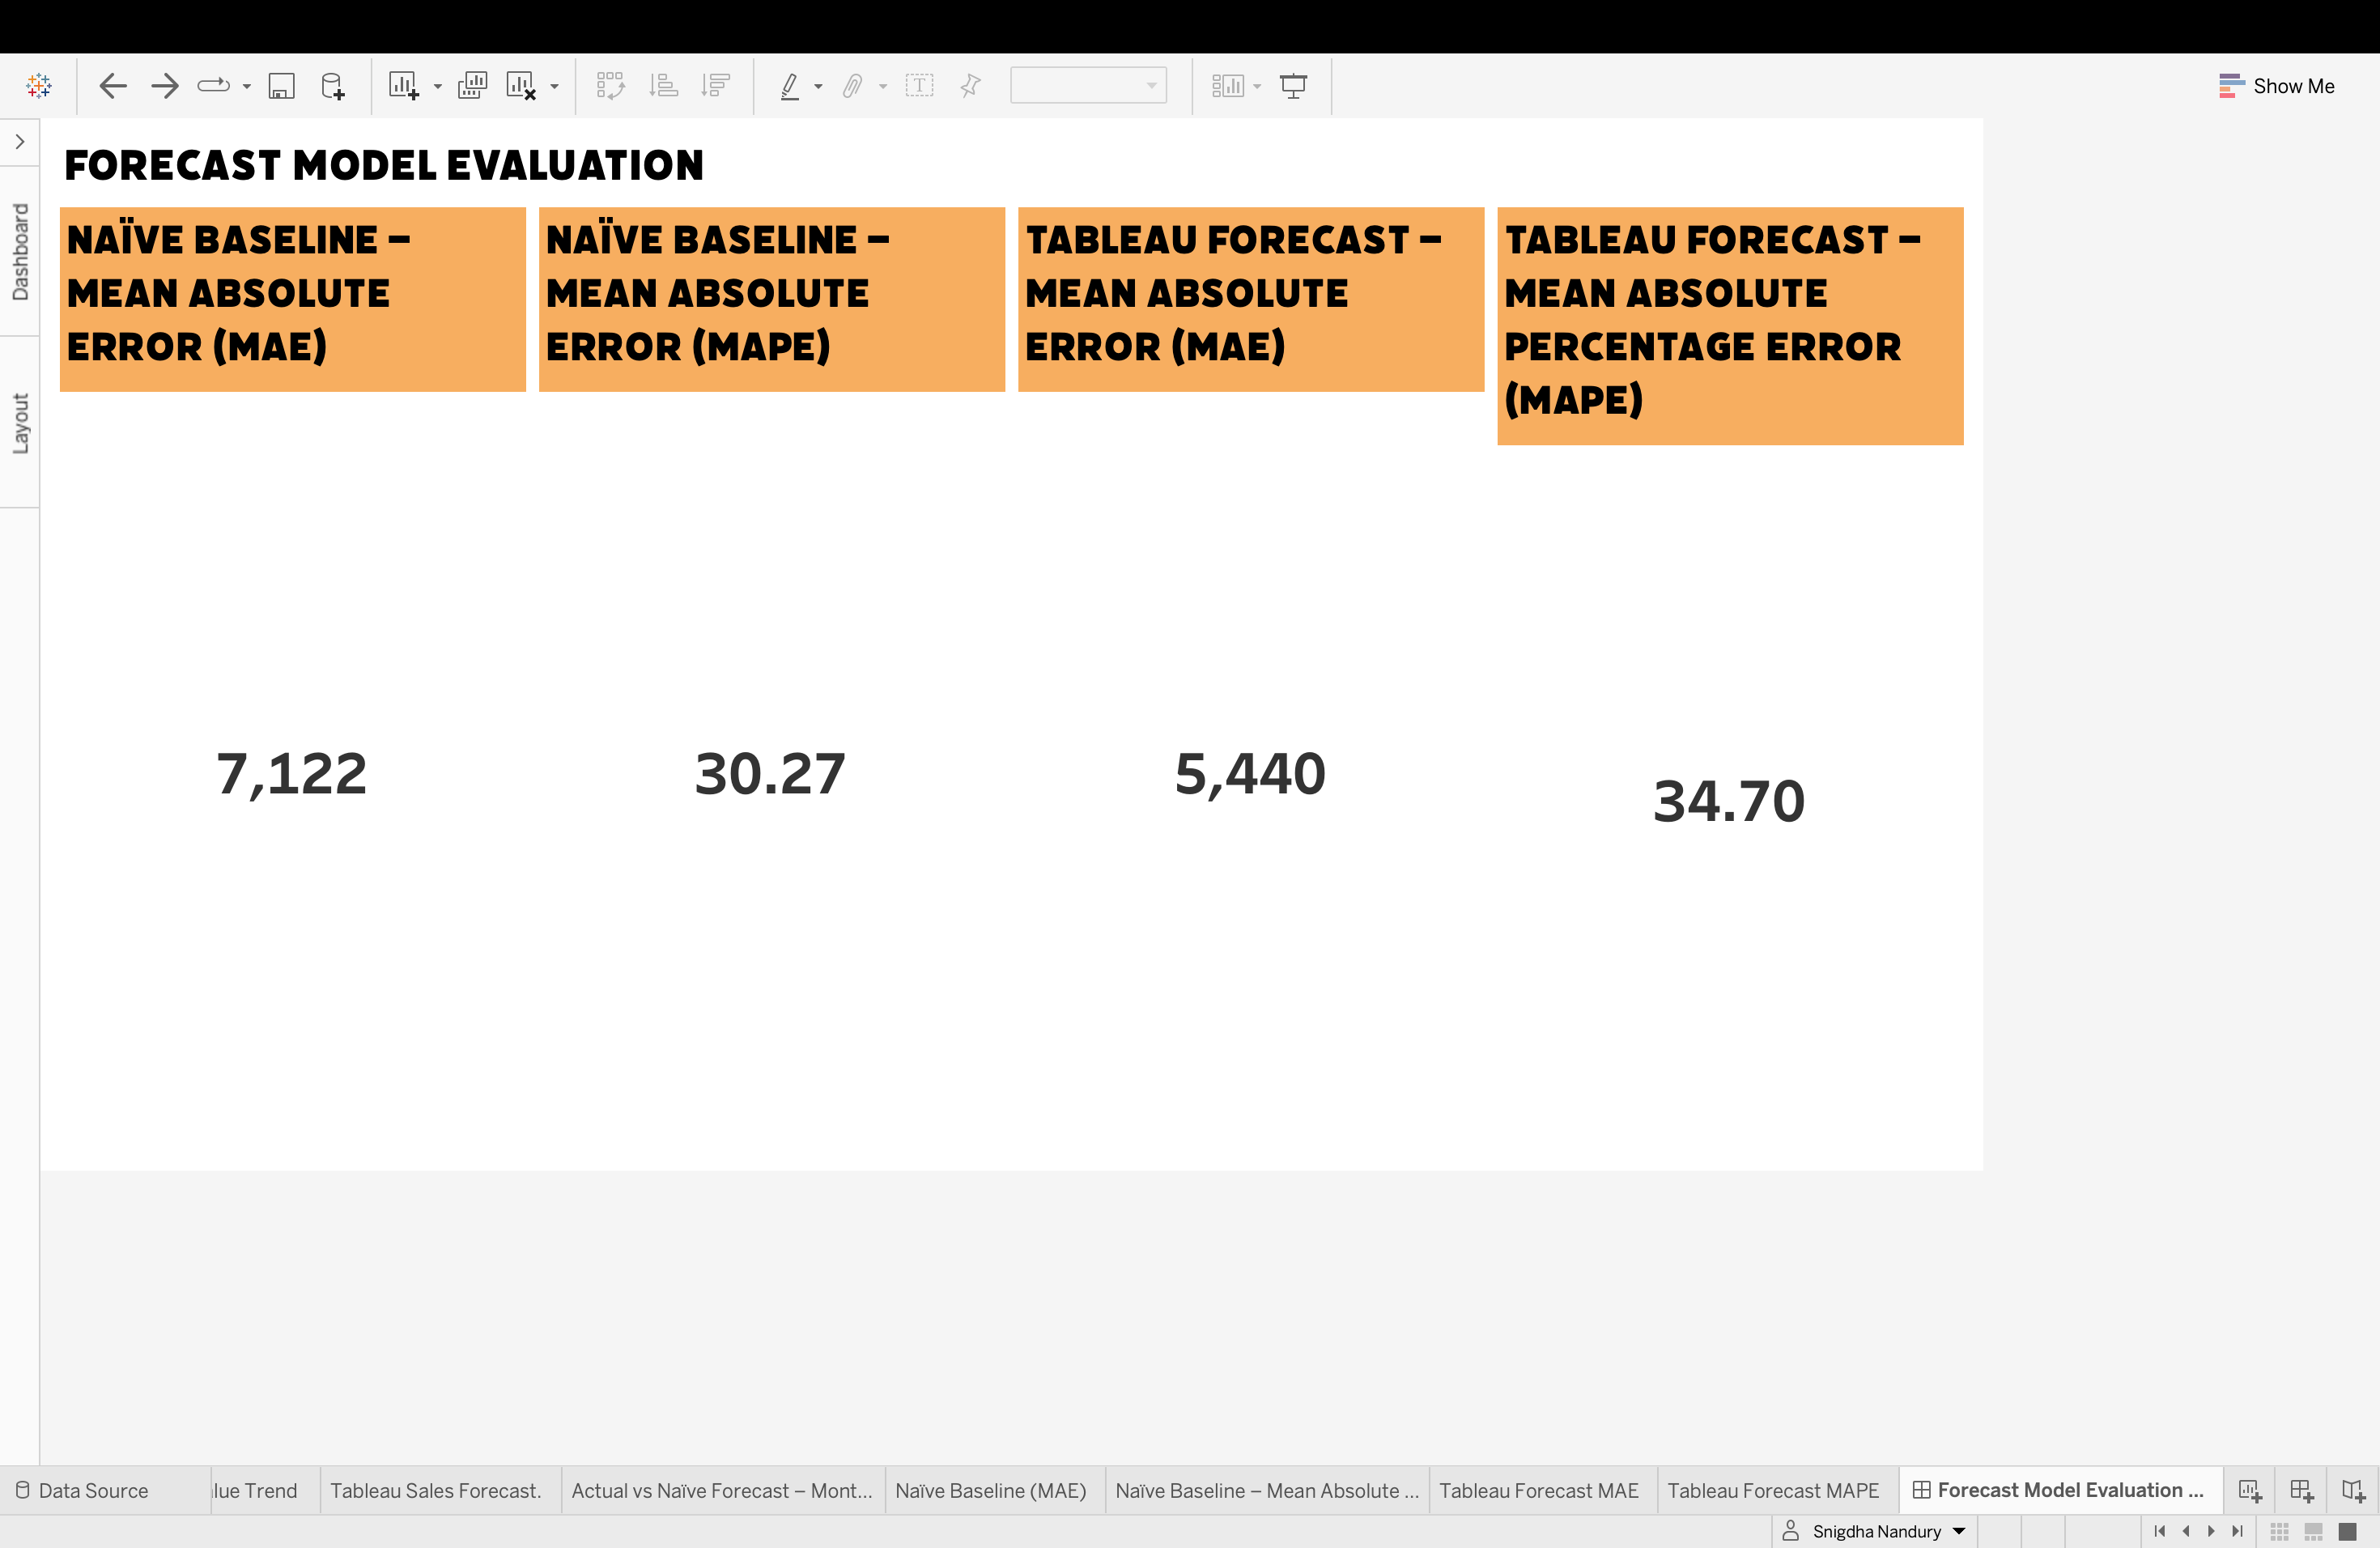 Show Me
Dashboard
Layout
FORECAST MODEL EVALUATION
NAÏVE BASELINE –
MEAN ABSOLUTE
ERROR (MAE)
NAÏVE BASELINE –
MEAN ABSOLUTE
ERROR (MAPE)
TABLEAU FORECAST –
MEAN ABSOLUTE
ERROR (MAE)
TABLEAU FORECAST –
MEAN ABSOLUTE
PERCENTAGE ERROR
(MAPE)
7,122
30.27
5,440
34.70
Data Source
lue Trend
Tableau Sales Forecast.
Actual vs Naïve Forecast – Mont...
Naïve Baseline (MAE)
Naïve Baseline – Mean Absolute ...
Tableau Forecast MAE
Tableau Forecast MAPE
Forecast Model Evaluation ...
Snigdha Nandury